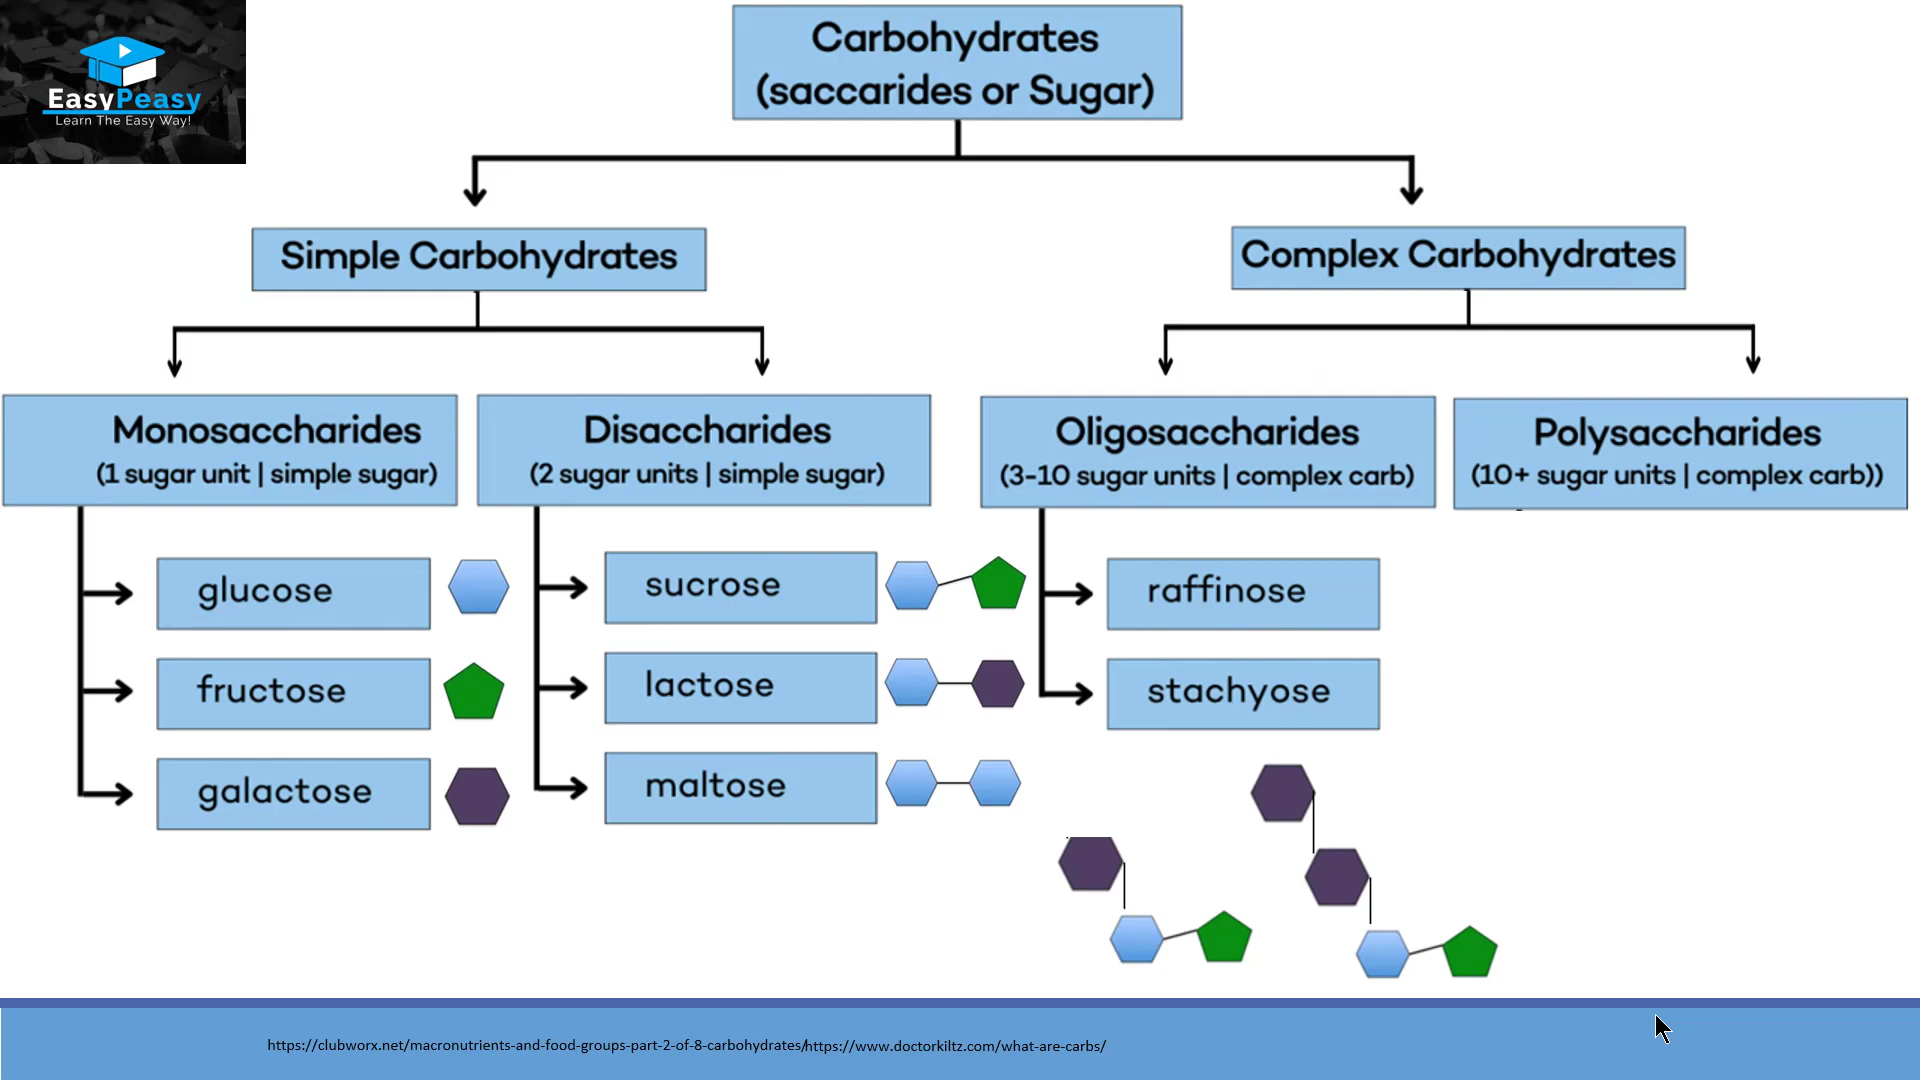 EasyPeasy
Learn The Easy Way!
Carbohydrates
(saccarides or Sugar)
Simple Carbohydrates
Complex Carbohydrates
Monosaccharides
(1 sugar unit | simple sugar)
Disaccharides
(2 sugar units | simple sugar)
Oligosaccharides
(3-10 sugar units | complex carb)
Polysaccharides
(10+ sugar units | complex carb))
glucose
fructose
galactose
sucrose
lactose
maltose
raffinose
stachyose
https://clubworx.net/macronutrients-and-food-groups-part-2-of-8-carbohydrates/https://www.doctorkiltz.com/what-are-carbs/